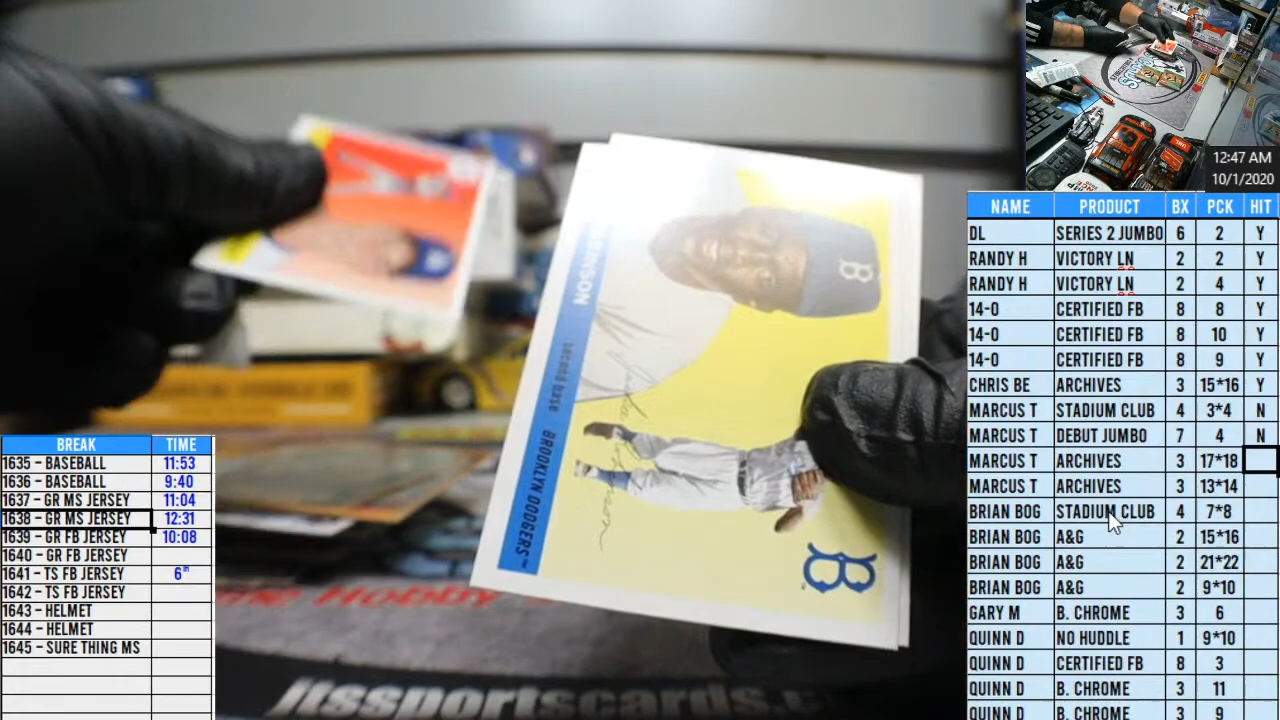 12:47 AM
10/1/2020
NAME PRODUCT BX PCK HIT
DL SERIES 2 JUMBO 6 2 Y
RANDY H VICTORY LN 2 2 Y
RANDY H VICTORY LN 2 4 Y
14-0 CERTIFIED FB 8 8 Y
14-0 CERTIFIED FB 8 10 Y
14-0 CERTIFIED FB 8 9 Y
CHRIS BE ARCHIVES 3 15*16 Y
MARCUS T STADIUM CLUB 4 3*4 N
MARCUS T DEBUT JUMBO 7 4 N
MARCUS T ARCHIVES 3 17*18
MARCUS T ARCHIVES 3 13*14
BRIAN BOG STADIUM CLUB 4 7*8
BRIAN BOG A&G 2 15*16
BRIAN BOG A&G 2 21*22
BRIAN BOG A&G 2 9*10
GARY M B. CHROME 3 6
QUINN D NO HUDDLE 1 9*10
QUINN D CERTIFIED FB 8 3
QUINN D B. CHROME 3 11
QUINN D B. CHROME 3 9
BREAK TIME
1635 – BASEBALL 11:53
1636 – BASEBALL 9:40
1637 – GR MS JERSEY 11:04
1638 – GR MS JERSEY 12:31
1639 – GR FB JERSEY 10:08
1640 – GR FB JERSEY
1641 – TS FB JERSEY 6th
1642 – TS FB JERSEY
1643 – HELMET
1644 – HELMET
1645 – SURE THING MS
second base BROOKLYN DODGERS™
B
B
Hobby
jtssportscards.c